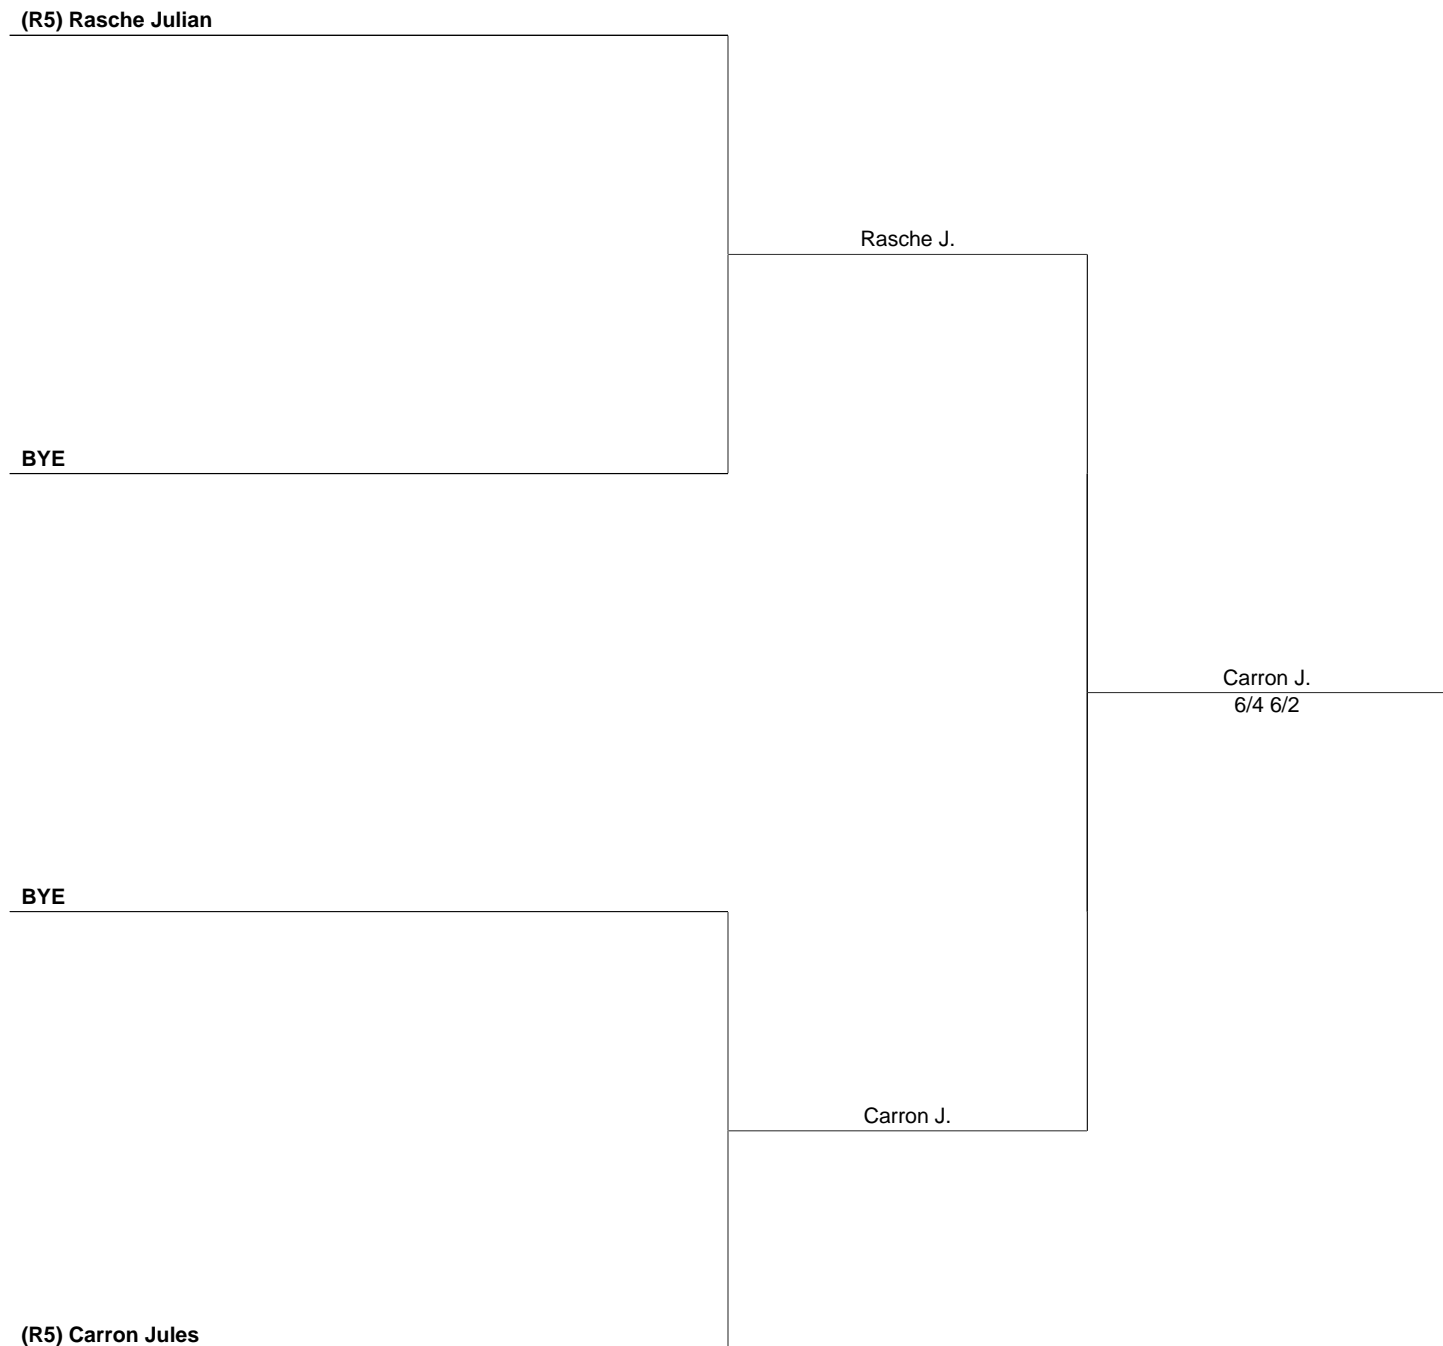 (R5) Rasche Julian
Rasche J.
BYE
Carron J.
6/4 6/2
BYE
Carron J.
(R5) Carron Jules